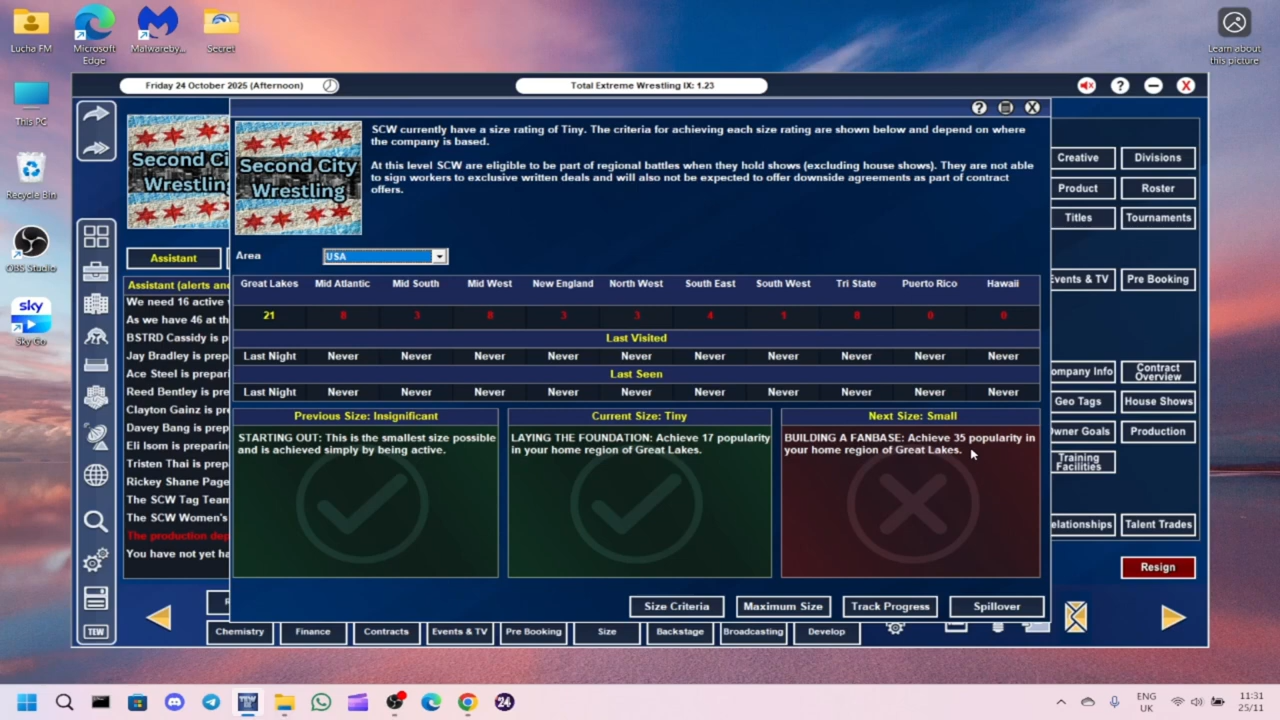 Lucha FM
Microsoft
Edge
Malwareby...
Secret
Learn about
this picture
This PC
Recycle Bin
OBS Studio
sky
Sky Go
Friday 24 October 2025 (Afternoon)
Total Extreme Wrestling IX: 1.23
Second Ci
Wrestlin
Second City
Wrestling
SCW currently have a size rating of Tiny. The criteria for achieving each size rating are shown below and depend on where
the company is based.
At this level SCW are eligible to be part of regional battles when they hold shows (excluding house shows). They are not able
to sign workers to exclusive written deals and will also not be expected to offer downside agreements as part of contract
offers.
Area
USA
Great Lakes Mid Atlantic Mid South Mid West New England North West South East South West Tri State Puerto Rico Hawaii
21 8 3 8 3 3 4 1 8 0 0
Last Visited
Last Night Never Never Never Never Never Never Never Never Never Never
Last Seen
Last Night Never Never Never Never Never Never Never Never Never Never
Previous Size: Insignificant
STARTING OUT: This is the smallest size possible
and is achieved simply by being active.
Current Size: Tiny
LAYING THE FOUNDATION: Achieve 17 popularity
in your home region of Great Lakes.
Next Size: Small
BUILDING A FANBASE: Achieve 35 popularity in
your home region of Great Lakes.
Size Criteria
Maximum Size
Track Progress
Spillover
Assistant
Assistant (alerts and
We need 16 active
As we have 46 at th
BSTRD Cassidy is p
Jay Bradley is prep
Ace Steel is prepari
Reed Bentley is pre
Clayton Gainz is pr
Davey Bang is prep
Eli Isom is preparin
Tristen Thai is prep
Rickey Shane Page
The SCW Tag Team
The SCW Women's
The production dep
You have not yet ha
Creative
Divisions
Product
Roster
Titles
Tournaments
Events & TV
Pre Booking
ompany Info
Contract
Overview
Geo Tags
House Shows
Owner Goals
Production
Training
Facilities
elationships
Talent Trades
Resign
TEW
Chemistry
Finance
Contracts
Events & TV
Pre Booking
Size
Backstage
Broadcasting
Develop
TEW
24
ENG
UK
11:31
25/11